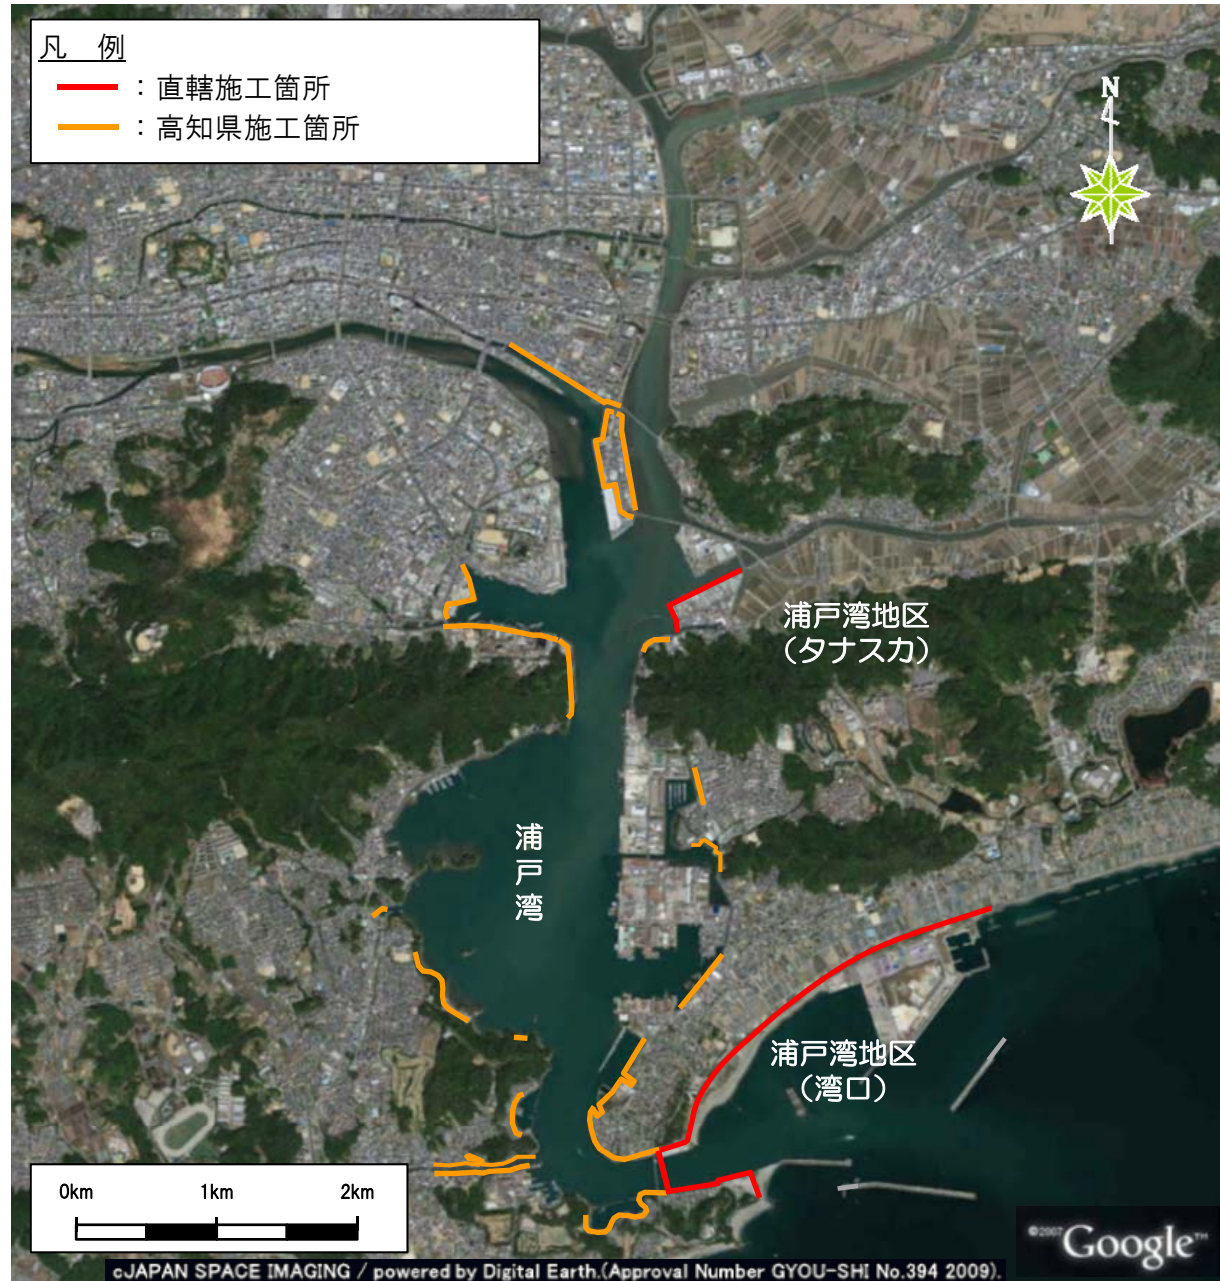 凡　例
：直轄施工箇所
：高知県施工箇所
N
浦戸湾地区
（タナスカ）
浦戸湾
浦戸湾地区
（湾口）
0km 1km 2km
©2007 Google™
cJAPAN SPACE IMAGING / powered by Digital Earth.(Approval Number GYOU-SHI No.394 2009).